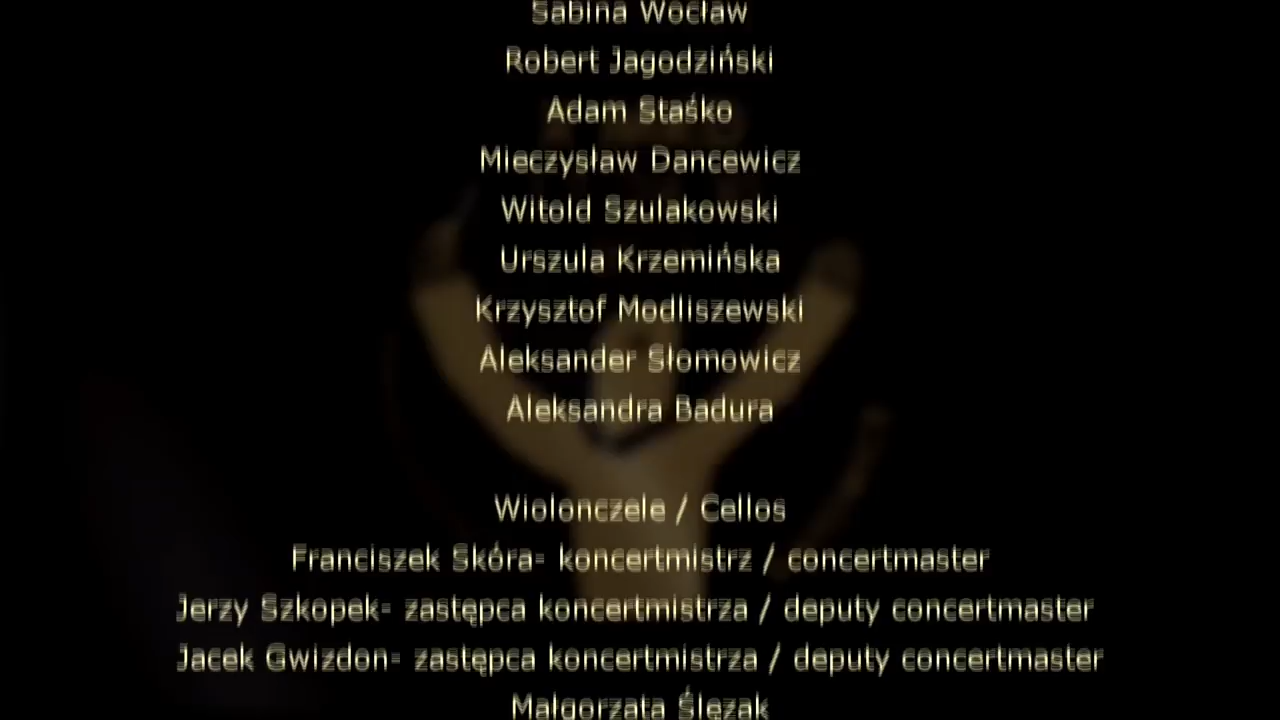 Sabina Wocław
Robert Jagodziński
Adam Staśko
Mieczysław Dancewicz
Witold Szulakowski
Urszula Krzemińska
Krzysztof Modliszewski
Aleksander Słomowicz
Aleksandra Badura
Wiolonczele / Cellos
Franciszek Skóra- koncertmistrz / concertmaster
Jerzy Szkopek- zastępca koncertmistrza / deputy concertmaster
Jacek Gwizdon- zastępca koncertmistrza / deputy concertmaster
Małgorzata Ślęzak